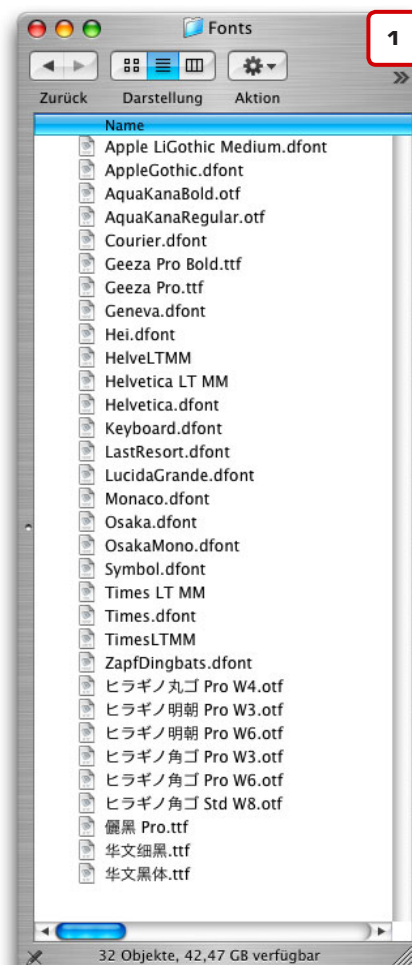 Fonts
1
Zurück Darstellung Aktion
Name
Apple LiGothic Medium.dfont
AppleGothic.dfont
AquaKanaBold.otf
AquaKanaRegular.otf
Courier.dfont
Geeza Pro Bold.ttf
Geeza Pro.ttf
Geneva.dfont
Hei.dfont
HelveLTMM
Helvetica LT MM
Helvetica.dfont
Keyboard.dfont
LastResort.dfont
LucidaGrande.dfont
Monaco.dfont
Osaka.dfont
OsakaMono.dfont
Symbol.dfont
Times LT MM
Times.dfont
TimesLTMM
ZapfDingbats.dfont
ヒラギノ丸ゴ Pro W4.otf
ヒラギノ明朝 Pro W3.otf
ヒラギノ明朝 Pro W6.otf
ヒラギノ角ゴ Pro W3.otf
ヒラギノ角ゴ Pro W6.otf
ヒラギノ角ゴ Std W8.otf
儷黑 Pro.ttf
华文细黑.ttf
华文黑体.ttf
32 Objekte, 42,47 GB verfügbar